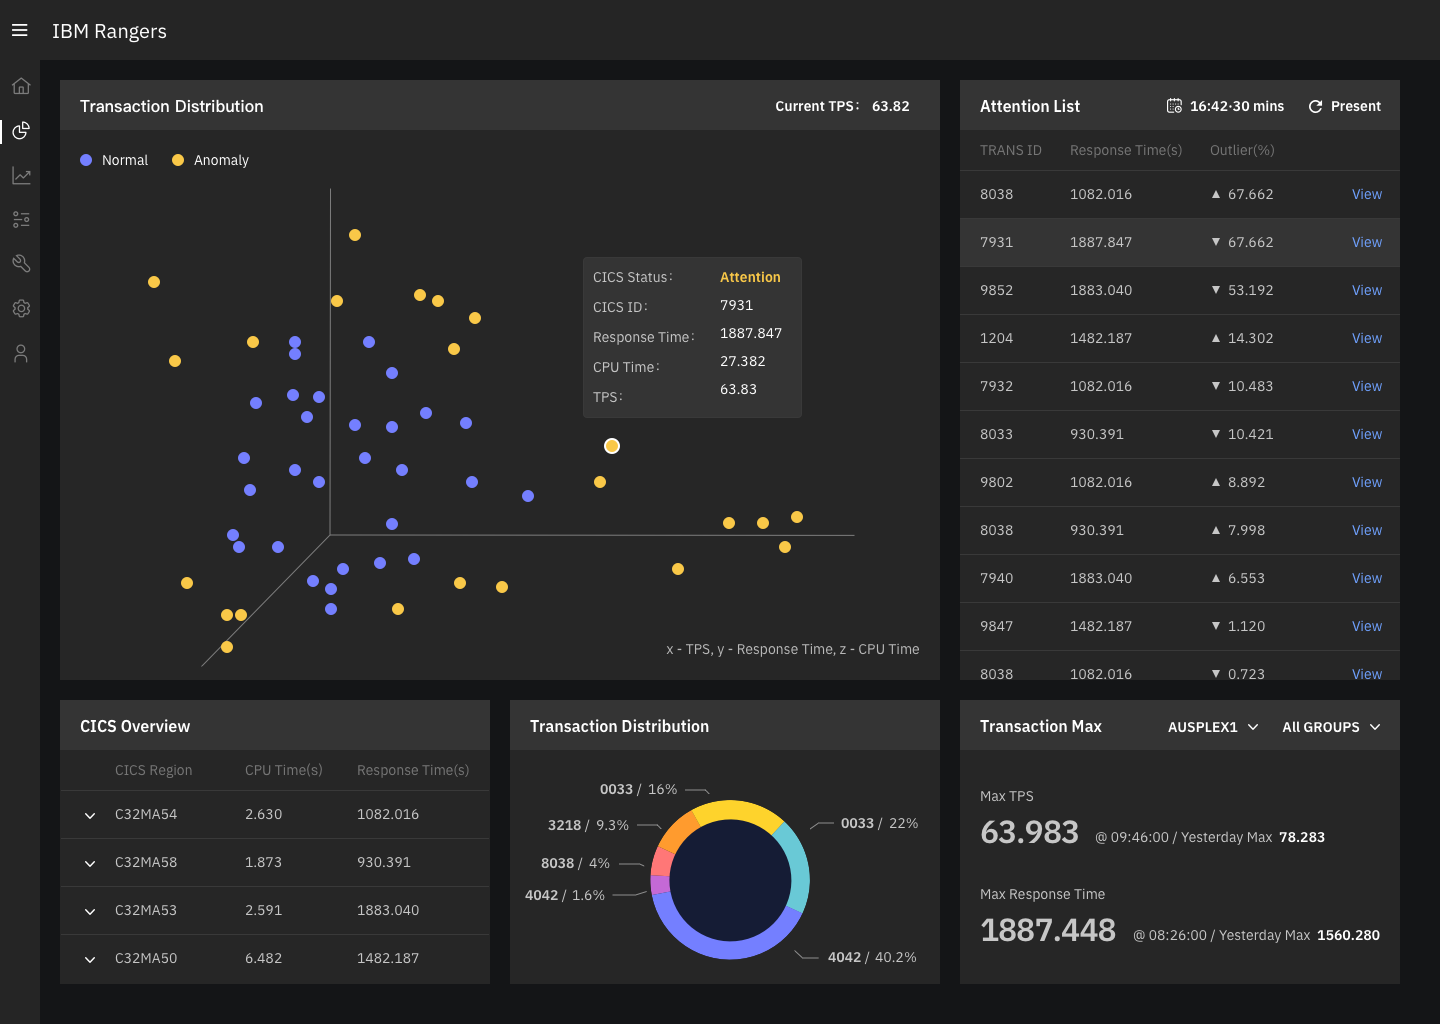 IBM Rangers
Transaction Distribution
Current TPS: 63.82
Normal
Anomaly
CICS Status: Attention
CICS ID: 7931
Response Time: 1887.847
CPU Time: 27.382
TPS: 63.83
x - TPS, y - Response Time, z - CPU Time
Attention List
16:42·30 mins
Present
TRANS ID Response Time(s) Outlier(%)
8038 1082.016 ▲ 67.662 View
7931 1887.847 ▼ 67.662 View
9852 1883.040 ▼ 53.192 View
1204 1482.187 ▲ 14.302 View
7932 1082.016 ▼ 10.483 View
8033 930.391 ▼ 10.421 View
9802 1082.016 ▲ 8.892 View
8038 930.391 ▲ 7.998 View
7940 1883.040 ▲ 6.553 View
9847 1482.187 ▼ 1.120 View
8038 1082.016 ▼ 0.723 View
CICS Overview
CICS Region CPU Time(s) Response Time(s)
C32MA54 2.630 1082.016
C32MA58 1.873 930.391
C32MA53 2.591 1883.040
C32MA50 6.482 1482.187
Transaction Distribution
0033 / 16%
0033 / 22%
3218 / 9.3%
8038 / 4%
4042 / 1.6%
4042 / 40.2%
Transaction Max
AUSPLEX1
All GROUPS
Max TPS
63.983 @ 09:46:00 / Yesterday Max 78.283
Max Response Time
1887.448 @ 08:26:00 / Yesterday Max 1560.280